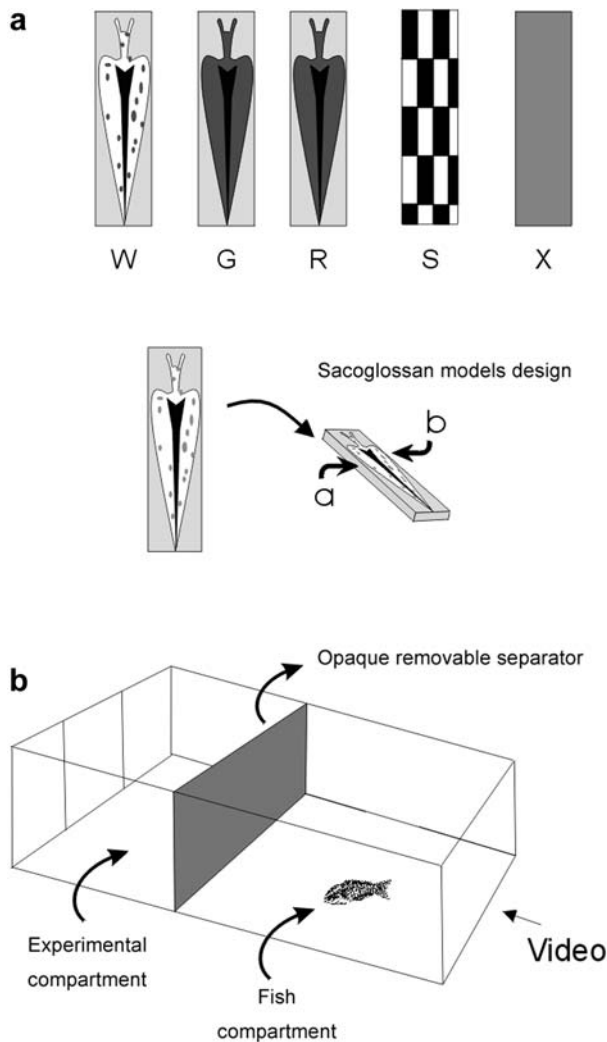 a
W G R S X
Sacoglossan models design
b
a
b
Opaque removable separator
Experimental
compartment
Fish
compartment
Video